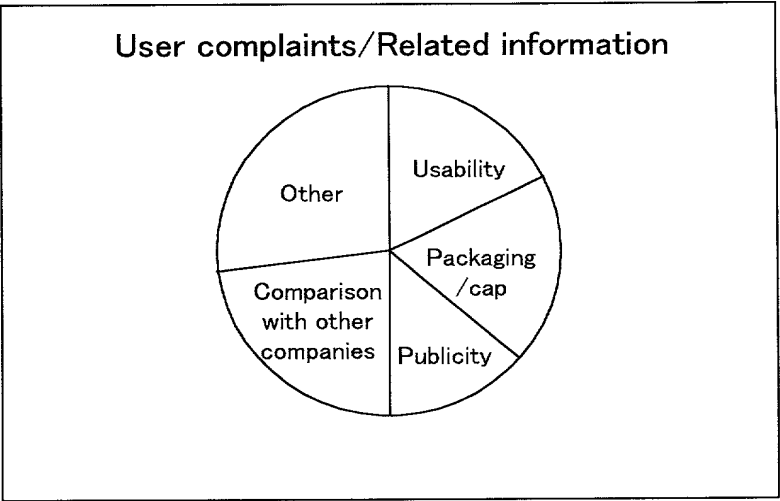 User complaints/Related information
Usability
Packaging
/cap
Publicity
Comparison
with other
companies
Other